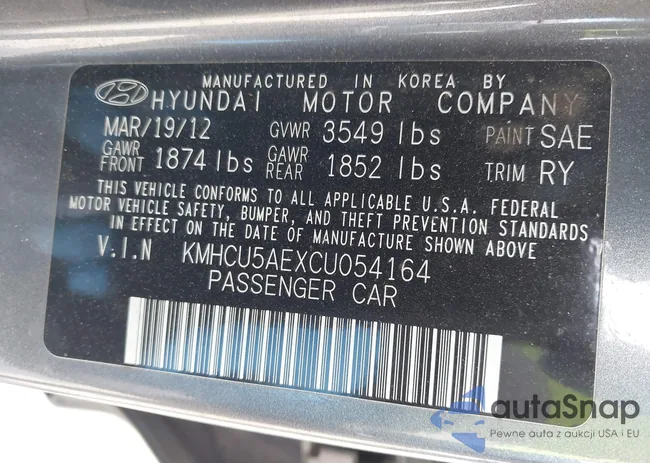 MANUFACTURED IN KOREA BY
HYUNDAI MOTOR COMPANY
MAR/19/12 GVWR 3549 lbs PAINT SAE
GAWR FRONT 1874 lbs GAWR REAR 1852 lbs TRIM RY
THIS VEHICLE CONFORMS TO ALL APPLICABLE U.S.A. FEDERAL
MOTOR VEHICLE SAFETY, BUMPER, AND THEFT PREVENTION STANDARDS
IN EFFECT ON THE DATE OF MANUFACTURE SHOWN ABOVE
V.I.N KMHCU5AEXCU054164
PASSENGER CAR
autaSnap
Pewne auta z aukcji USA i EU